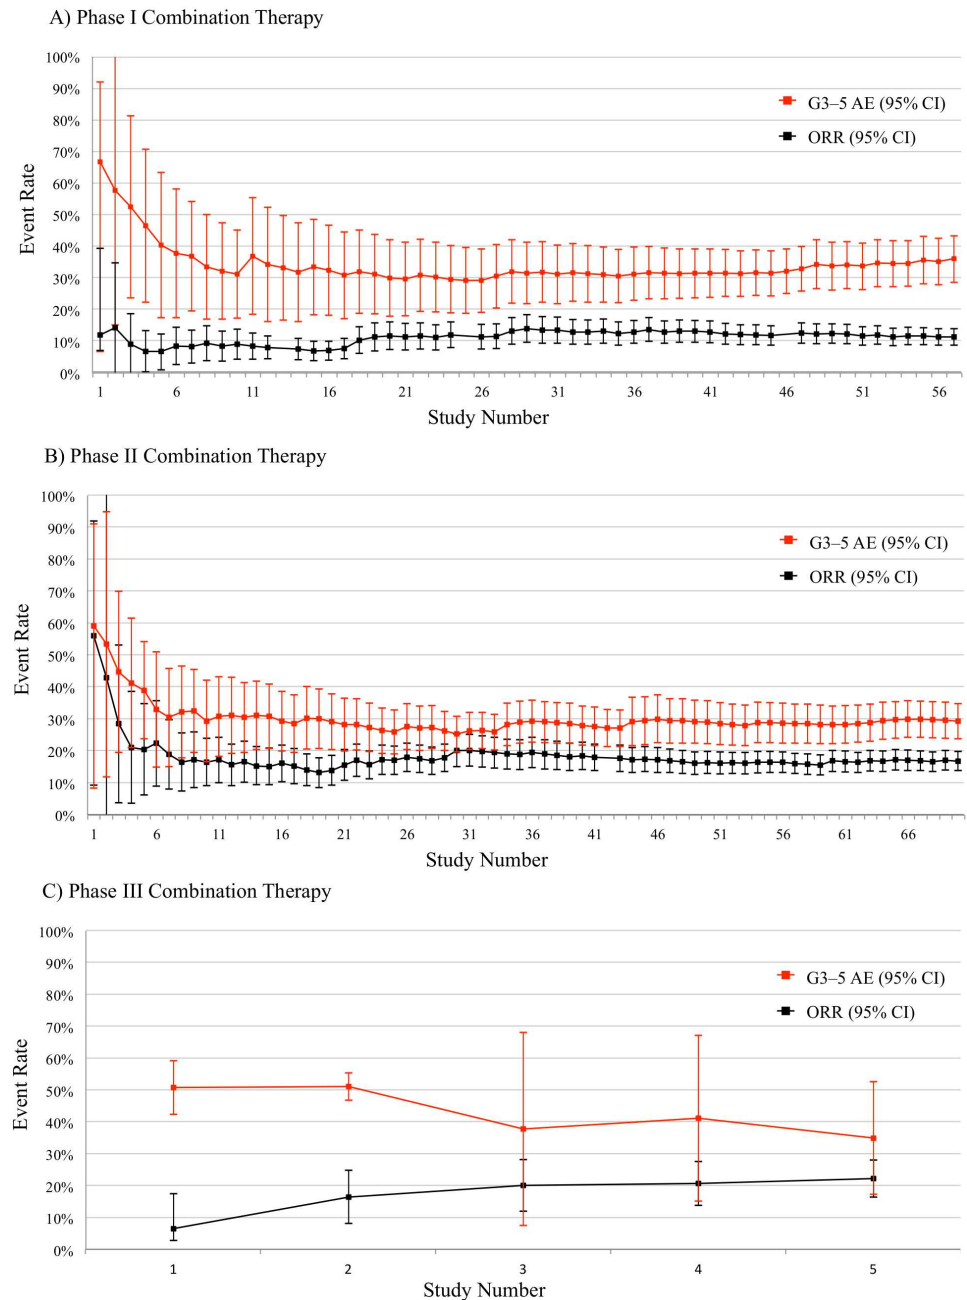 A) Phase I Combination Therapy
100%
90%
80%
70%
60%
50%
40%
30%
20%
10%
0%
Event Rate
G3–5 AE (95% CI)
ORR (95% CI)
1 6 11 16 21 26 31 36 41 46 51 56
Study Number
B) Phase II Combination Therapy
100%
90%
80%
70%
60%
50%
40%
30%
20%
10%
0%
Event Rate
G3–5 AE (95% CI)
ORR (95% CI)
1 6 11 16 21 26 31 36 41 46 51 56 61 66
Study Number
C) Phase III Combination Therapy
100%
90%
80%
70%
60%
50%
40%
30%
20%
10%
0%
Event Rate
G3–5 AE (95% CI)
ORR (95% CI)
1 2 3 4 5
Study Number